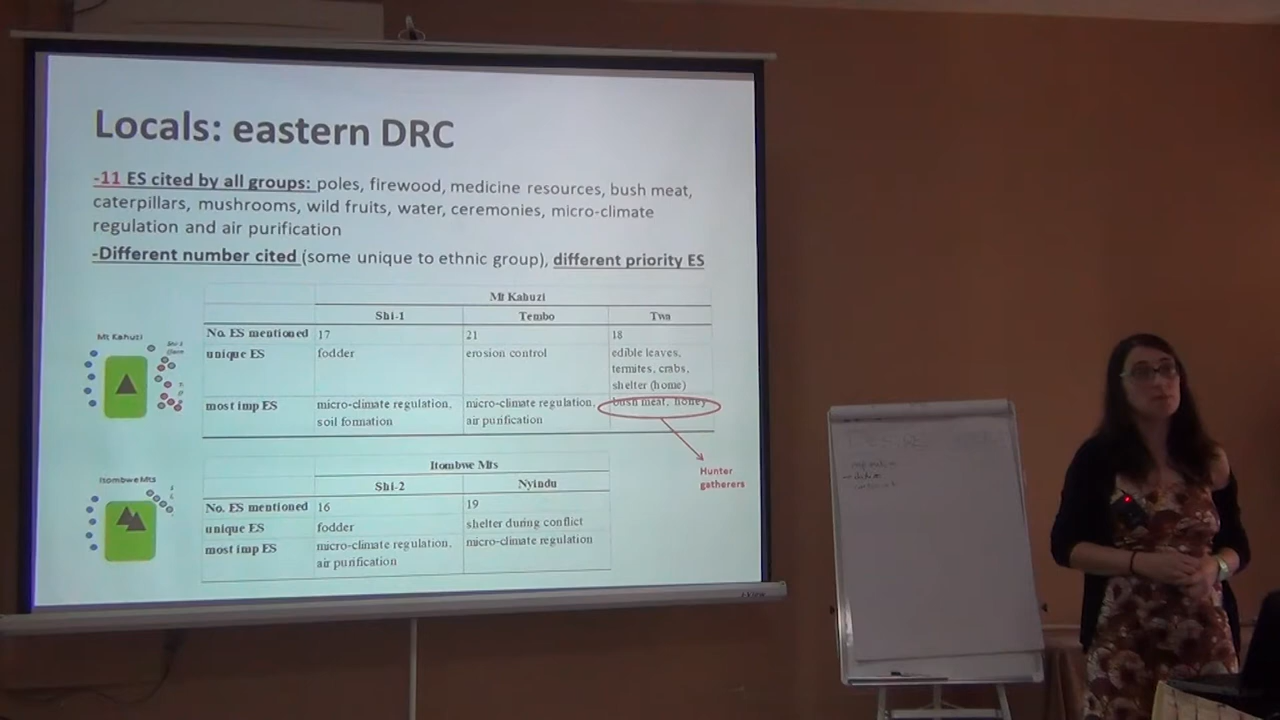 Locals: eastern DRC
-11 ES cited by all groups: poles, firewood, medicine resources, bush meat,
caterpillars, mushrooms, wild fruits, water, ceremonies, micro-climate
regulation and air purification
-Different number cited (some unique to ethnic group), different priority ES
Mt Kahuzi
Mt Kahuzi
Shi-1 Tembo Twa
No. ES mentioned 17 21 18
unique ES fodder erosion control edible leaves,
termites, crabs,
shelter (home)
most imp ES micro-climate regulation, micro-climate regulation, bush meat, honey
soil formation air purification
Hunter
gatherers
Itombwe Mts
Itombwe Mts
Shi-2 Nyindu
No. ES mentioned 16 19
unique ES fodder shelter during conflict
most imp ES micro-climate regulation, micro-climate regulation
air purification